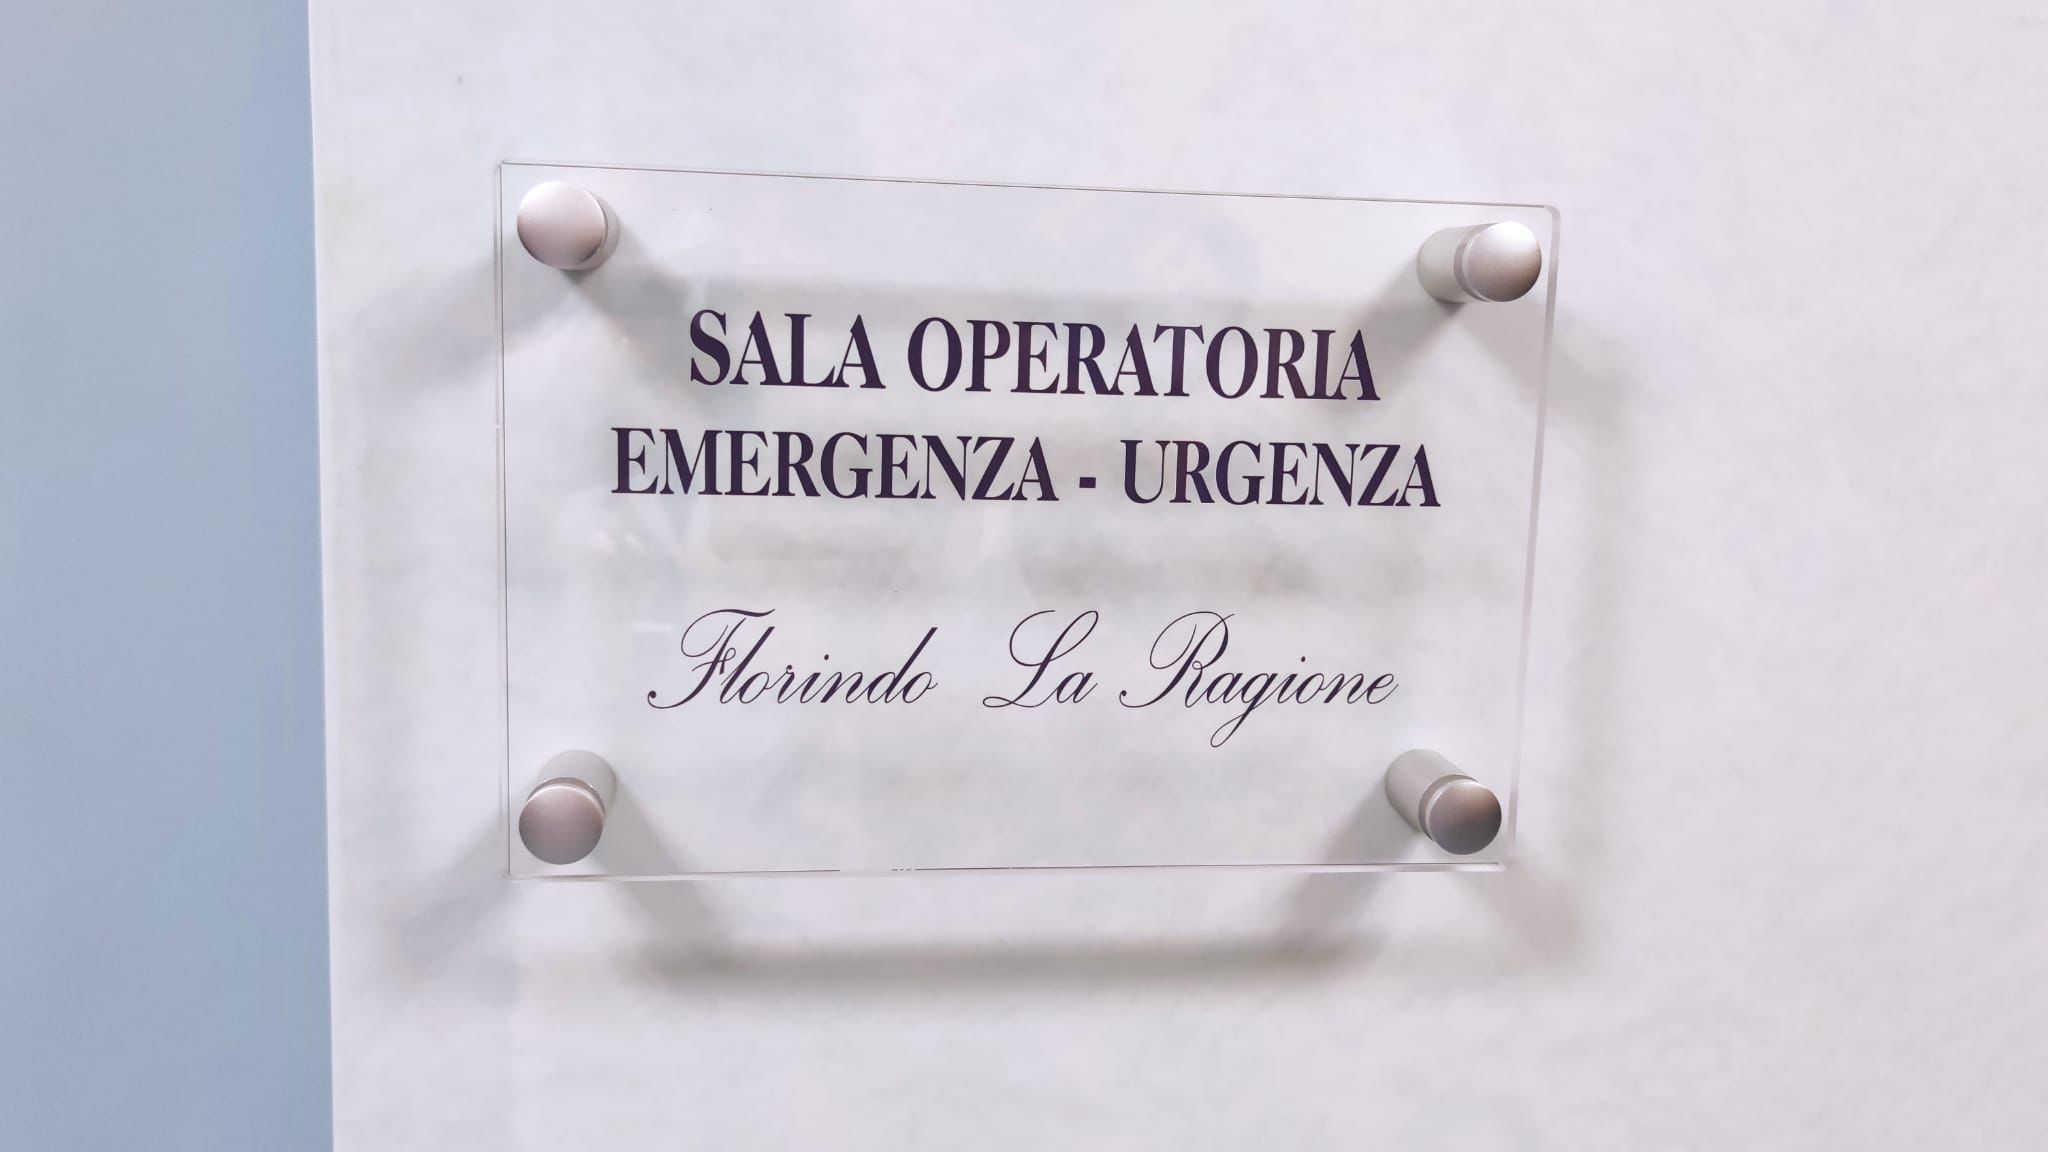 SALA OPERATORIA
EMERGENZA - URGENZA
Florindo La Ragione